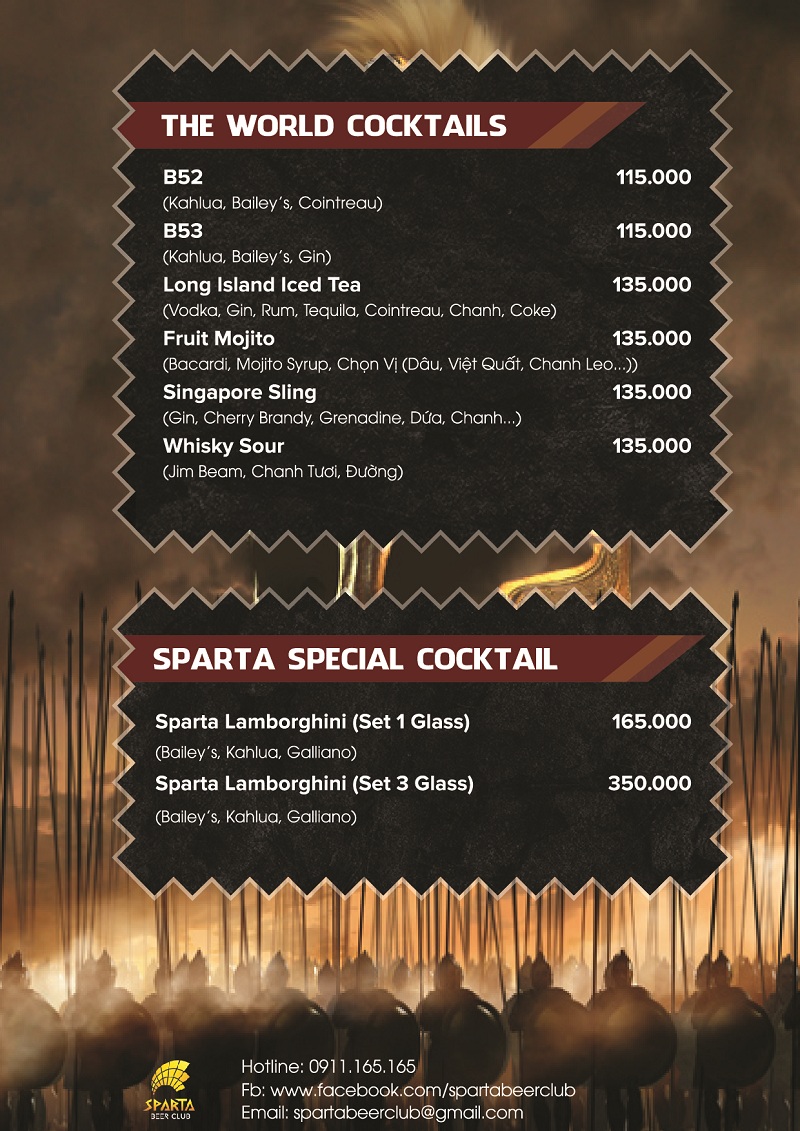 THE WORLD COCKTAILS
B52 115.000
(Kahlua, Bailey's, Cointreau)
B53 115.000
(Kahlua, Bailey's, Gin)
Long Island Iced Tea 135.000
(Vodka, Gin, Rum, Tequila, Cointreau, Chanh, Coke)
Fruit Mojito 135.000
(Bacardi, Mojito Syrup, Chọn Vị (Dâu, Việt Quất, Chanh Leo...))
Singapore Sling 135.000
(Gin, Cherry Brandy, Grenadine, Dứa, Chanh...)
Whisky Sour 135.000
(Jim Beam, Chanh Tươi, Đường)
SPARTA SPECIAL COCKTAIL
Sparta Lamborghini (Set 1 Glass) 165.000
(Bailey's, Kahlua, Galliano)
Sparta Lamborghini (Set 3 Glass) 350.000
(Bailey's, Kahlua, Galliano)
Hotline: 0911.165.165
Fb: www.facebook.com/spartabeerclub
Email: spartabeerclub@gmail.com
SPARTA
BEER CLUB